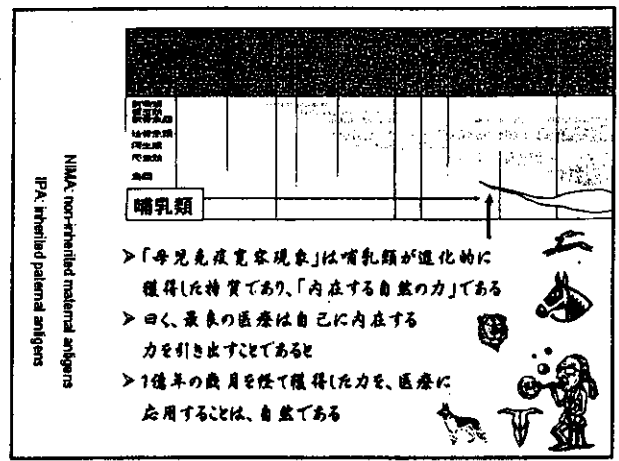 哺乳類
➢「母児免疫寛容現象」は哺乳類が進化的に
獲得した特質であり、「内在する自然の力」である
➢曰く、最良の医療は自己に内在する
力を引き出すことであると
➢1億年の歳月を経て獲得した力を、医療に
応用することは、自然である
NIMA: non-inherited maternal antigens
IPA: inherited paternal antigens